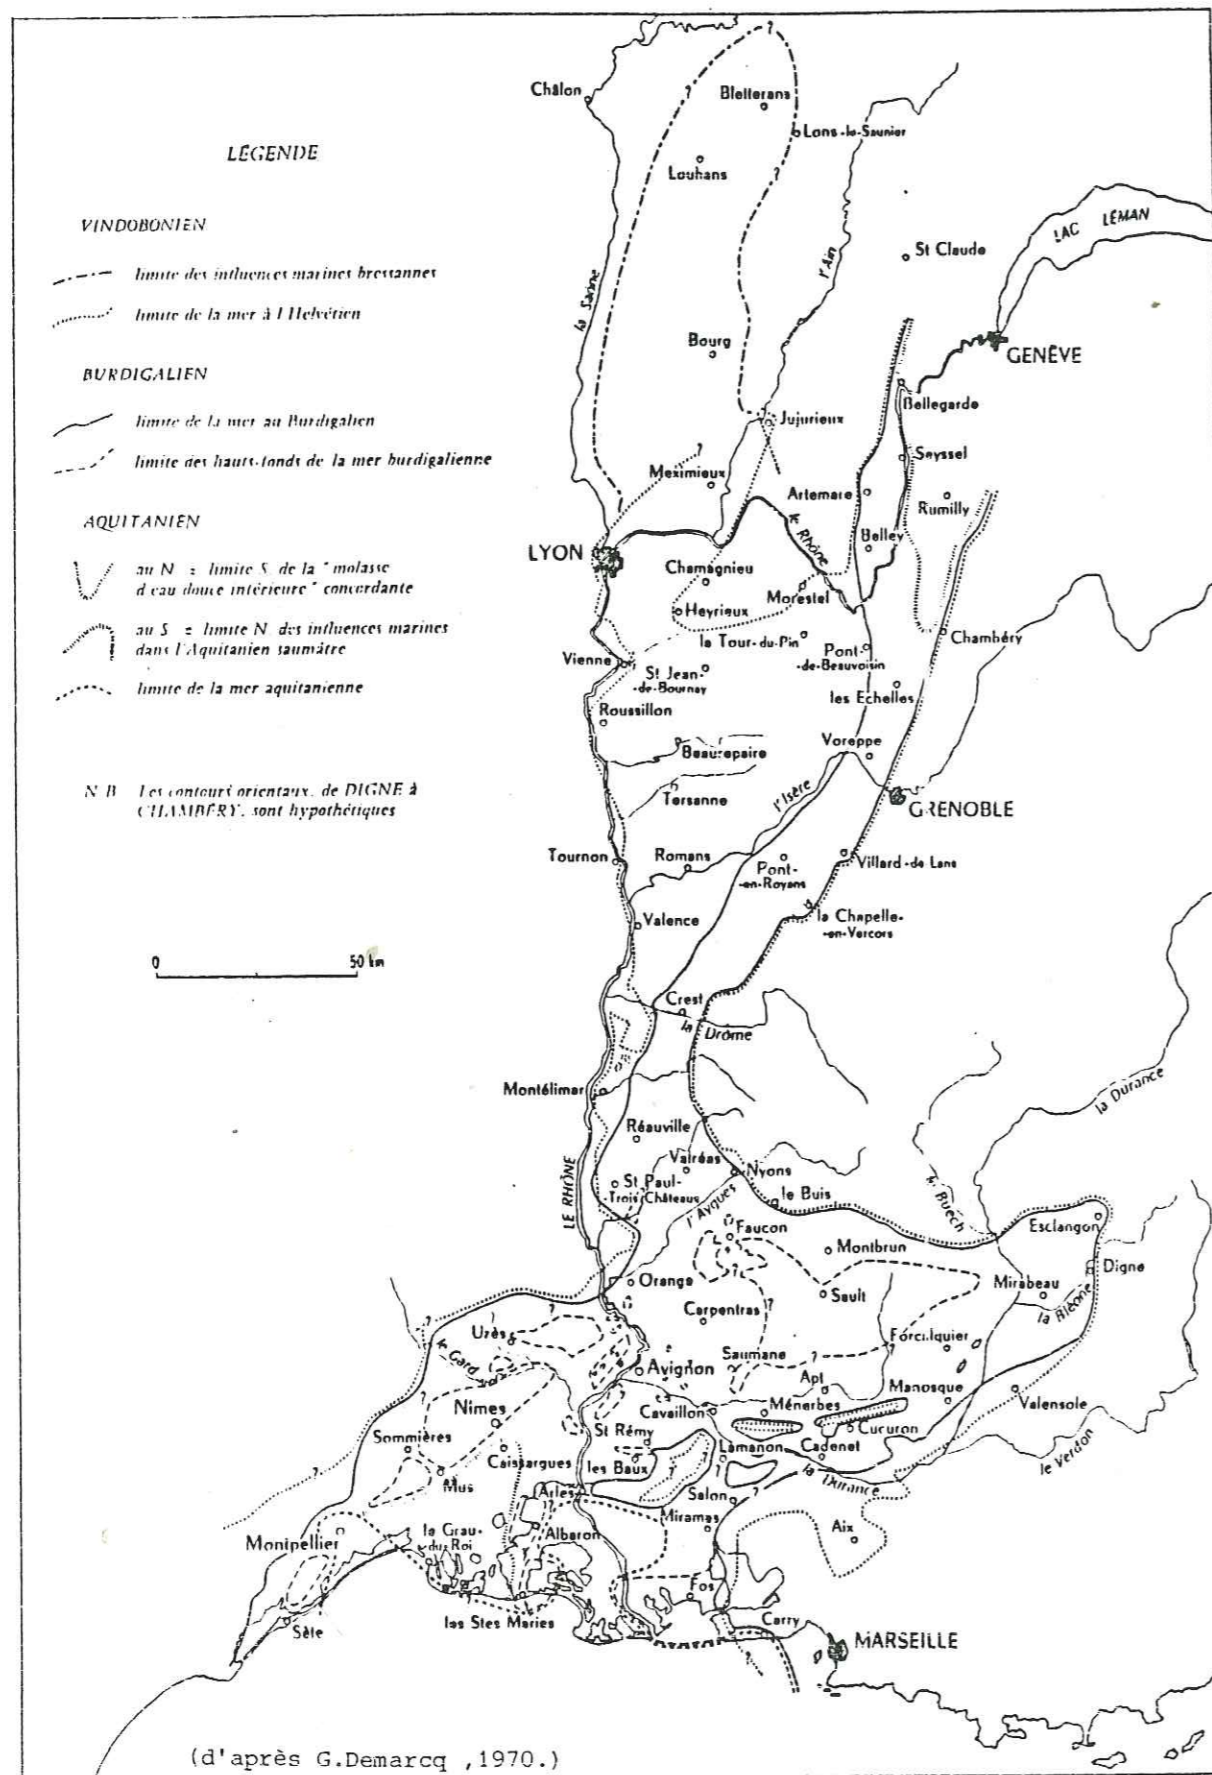 LÉGENDE
VINDOBONIEN
limite des influences marines bressannes
limite de la mer à l'Helvétien
BURDIGALIEN
limite de la mer au Burdigalien
limite des hauts-fonds de la mer burdigalienne
AQUITANIEN
au N = limite S. de la "molasse
d'eau douce intérieure" concordante
au S = limite N. des influences marines
dans l'Aquitanien saumâtre
limite de la mer aquitanienne
N B Les contours orientaux, de DIGNE à
CHAMBÉRY, sont hypothétiques
0 50 km
Châlon
Bletterans
Lons-le-Saunier
Louhans
la Saône
l'Ain
St Claude
LAC LÉMAN
GENÈVE
Bourg
Bellegarde
Jujurieux
Seyssel
Meximieux
Artemare
Rumilly
le Rhône
Belley
LYON
Chamagnieu
Morestel
Heyrieux
la Tour-du-Pin
Chambéry
Vienne
St Jean-
-de-Bournay
Pont-
-de-Beauvoisin
les Echelles
Roussillon
Beaurepaire
Voreppe
Tersanne
l'Isère
GRENOBLE
Tournon
Romans
Pont-
-en-Royans
Villard-de-Lans
Valence
la Chapelle-
-en-Vercors
Crest
la Drôme
Montélimar
la Durance
Réauville
Valréas
Nyons
LE RHÔNE
St Paul-
-Trois Châteaux
l'Aygues
le Buis
le Buech
Faucon
Montbrun
Esclangon
Digne
Orange
Sault
Mirabeau
la Bléone
Carpentras
Uzès
le Gard
Forcalquier
Saumane
Avignon
Apt
Manosque
Valensole
Nîmes
Cavaillon
Ménerbes
St Rémy
Cucuron
Sommières
Lamanon
Cadenet
Caissargues
les Baux
la Durance
le Verdon
Mus
Arles
Salon
Miramas
Aix
Montpellier
le Grau-
-du-Roi
Albaron
Fos
les Stes Maries
Carry
Sète
MARSEILLE
(d'après G.Demarcq ,1970.)